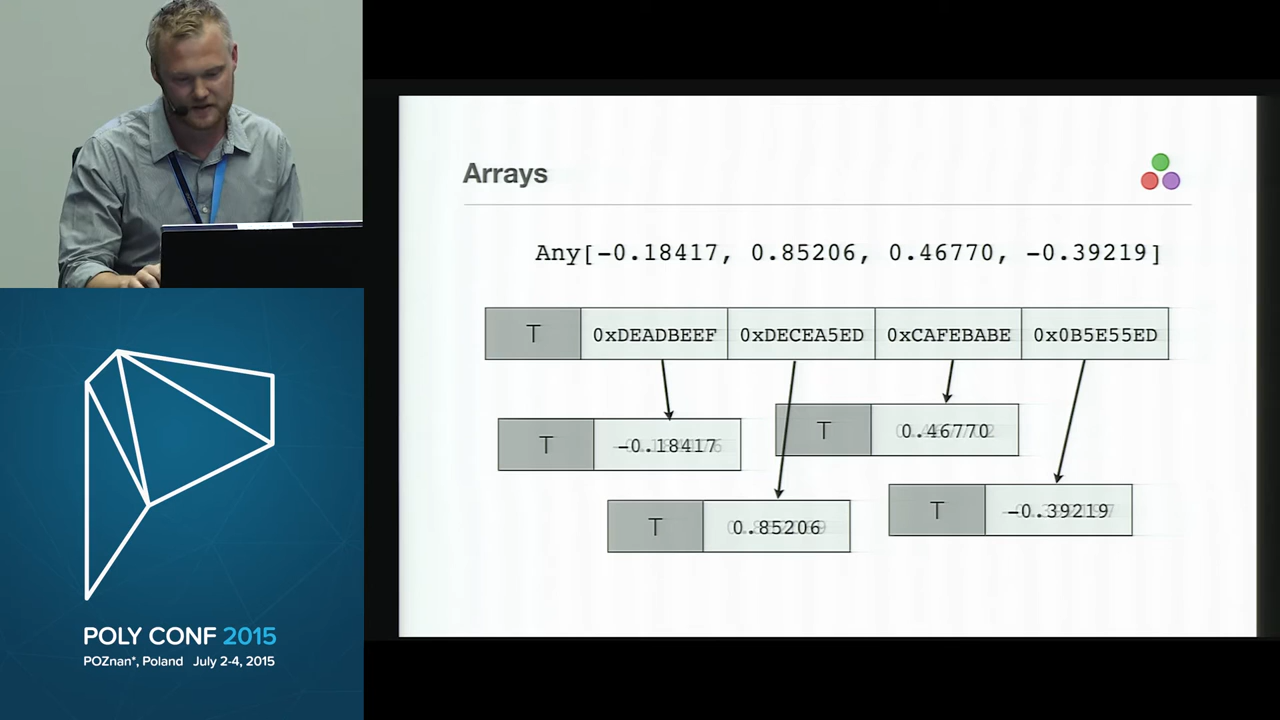 Arrays
Any[-0.18417, 0.85206, 0.46770, -0.39219]
T 0xDEADBEEF 0xDECEA5ED 0xCAFEBABE 0x0B5E55ED
T -0.18417
T 0.46770
T 0.85206
T -0.39219
POLY CONF 2015
POZnan*, Poland July 2-4, 2015